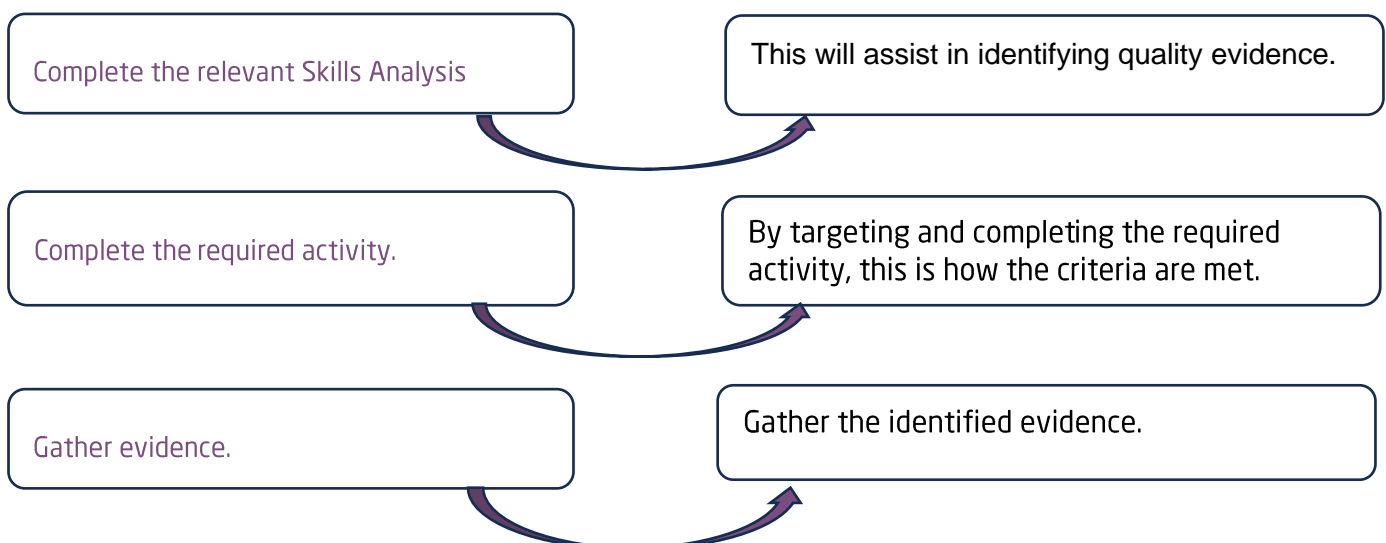 Complete the relevant Skills Analysis
This will assist in identifying quality evidence.
Complete the required activity.
By targeting and completing the required
activity, this is how the criteria are met.
Gather evidence.
Gather the identified evidence.